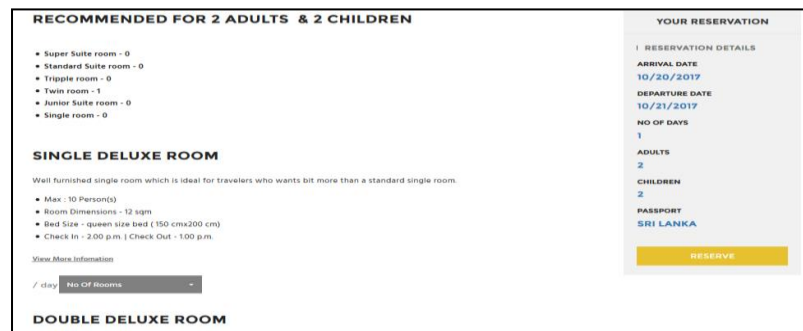 RECOMMENDED FOR 2 ADULTS & 2 CHILDREN
Super Suite room - 0
Standard Suite room - 0
Tripple room - 0
Twin room - 1
Junior Suite room - 0
Single room - 0
SINGLE DELUXE ROOM
Well furnished single room which is ideal for travelers who wants bit more than a standard single room.
Max : 10 Person(s)
Room Dimensions - 12 sqm
Bed Size - queen size bed ( 150 cmx200 cm)
Check In - 2.00 p.m. | Check Out - 1.00 p.m.
View More Infomation
/ day No Of Rooms
DOUBLE DELUXE ROOM
YOUR RESERVATION
RESERVATION DETAILS
ARRIVAL DATE
10/20/2017
DEPARTURE DATE
10/21/2017
NO OF DAYS
1
ADULTS
2
CHILDREN
2
PASSPORT
SRI LANKA
RESERVE